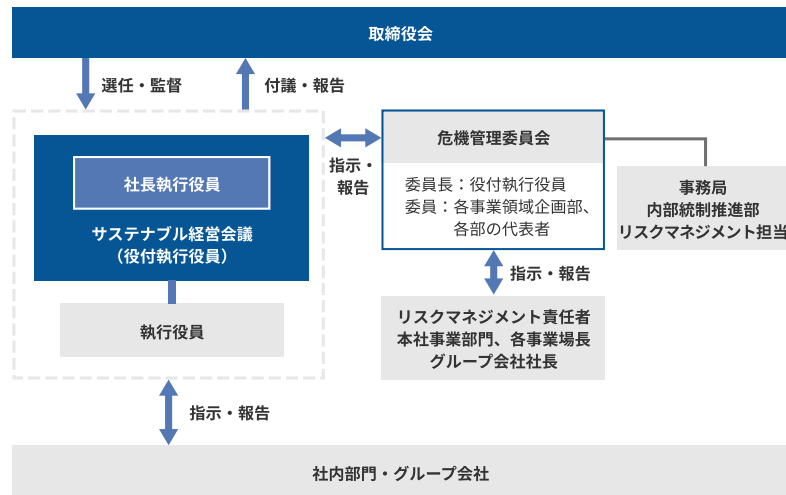 取締役会
選任・監督
付議・報告
社長執行役員
サステナブル経営会議
（役付執行役員）
執行役員
指示・
報告
危機管理委員会
委員長：役付執行役員
委員：各事業領域企画部、
各部の代表者
事務局
内部統制推進部
リスクマネジメント担当
指示・報告
リスクマネジメント責任者
本社事業部門、各事業場長
グループ会社社長
指示・報告
社内部門・グループ会社